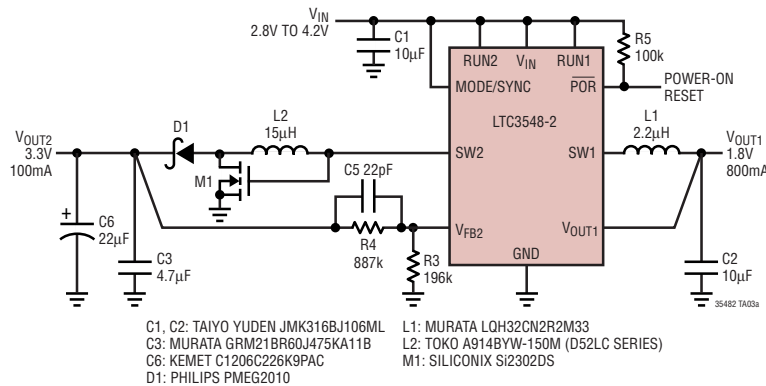 VIN
2.8V TO 4.2V
C1
10µF
RUN2 VIN RUN1
R5
100k
MODE/SYNC
POR
POWER-ON
RESET
LTC3548-2
D1
L2
15µH
L1
2.2µH
VOUT2
3.3V
100mA
SW2
SW1
VOUT1
1.8V
800mA
M1
C5 22pF
+
C6
22µF
C3
4.7µF
R4
887k
VFB2
VOUT1
R3
196k
GND
C2
10µF
35482 TA03a
C1, C2: TAIYO YUDEN JMK316BJ106ML
C3: MURATA GRM21BR60J475KA11B
C6: KEMET C1206C226K9PAC
D1: PHILIPS PMEG2010
L1: MURATA LQH32CN2R2M33
L2: TOKO A914BYW-150M (D52LC SERIES)
M1: SILICONIX Si2302DS